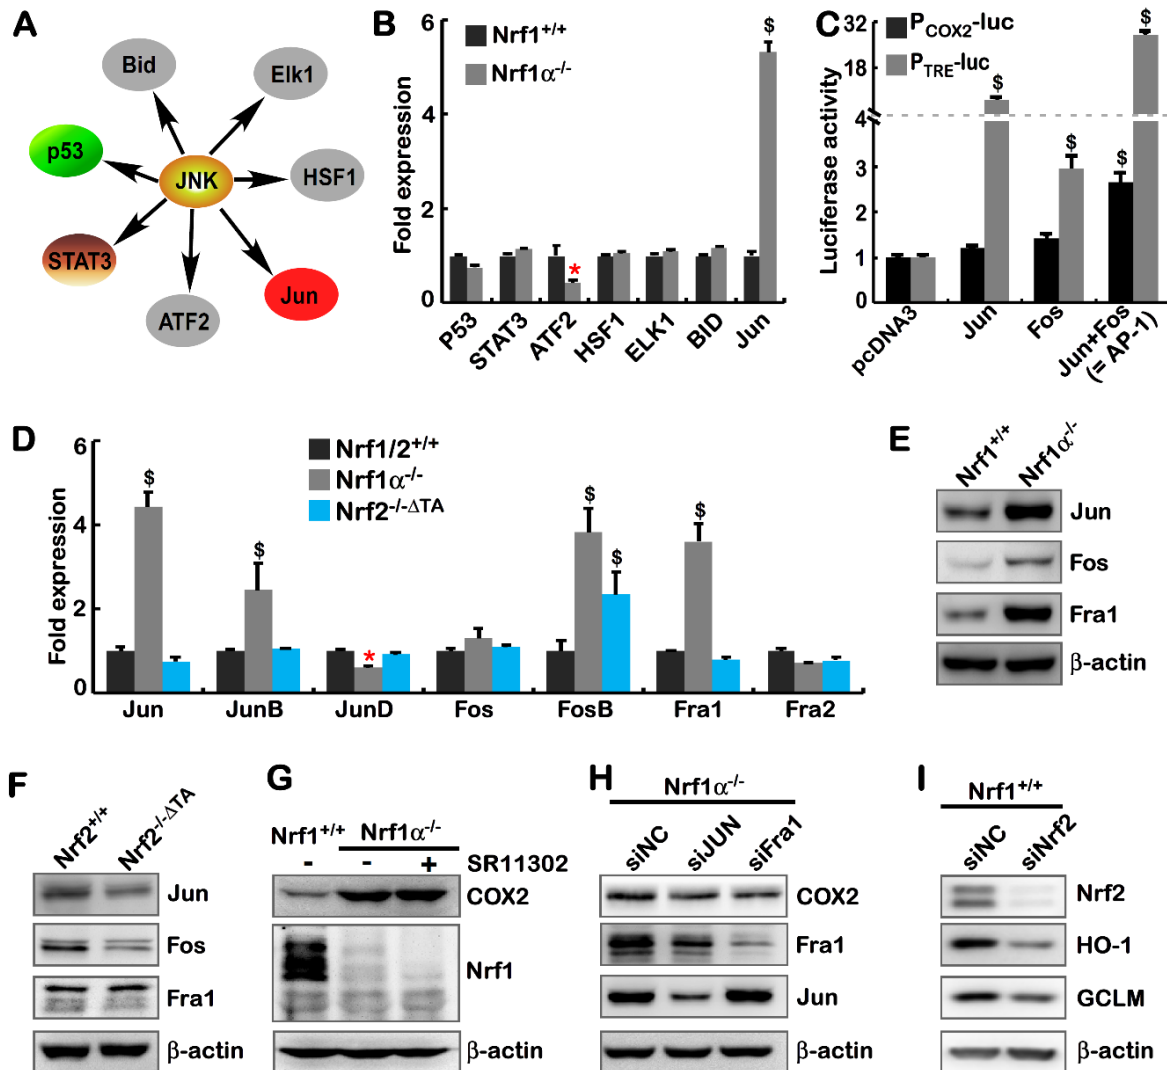 A
Bid
Elk1
p53
JNK
HSF1
STAT3
Jun
ATF2
B
Nrf1+/+
Nrf1α-/-
Fold expression
6
4
2
1
0
$
*
P53
STAT3
ATF2
HSF1
ELK1
BID
Jun
C
PCOX2-luc
PTRE-luc
Luciferase activity
32
18
4
3
2
1
0
$
$
$
$
pcDNA3
Jun
Fos
Jun+Fos
(= AP-1)
D
Nrf1/2+/+
Nrf1α-/-
Nrf2-/-ΔTA
Fold expression
6
4
2
1
0
$
$
*
$
$
$
Jun
JunB
JunD
Fos
FosB
Fra1
Fra2
E
Nrf1+/+
Nrf1α-/-
Jun
Fos
Fra1
β-actin
F
Nrf2+/+
Nrf2-/-ΔTA
Jun
Fos
Fra1
β-actin
G
Nrf1+/+
Nrf1α-/-
- - + SR11302
COX2
Nrf1
β-actin
H
Nrf1α-/-
siNC
siJUN
siFra1
COX2
Fra1
Jun
β-actin
I
Nrf1+/+
siNC
siNrf2
Nrf2
HO-1
GCLM
β-actin